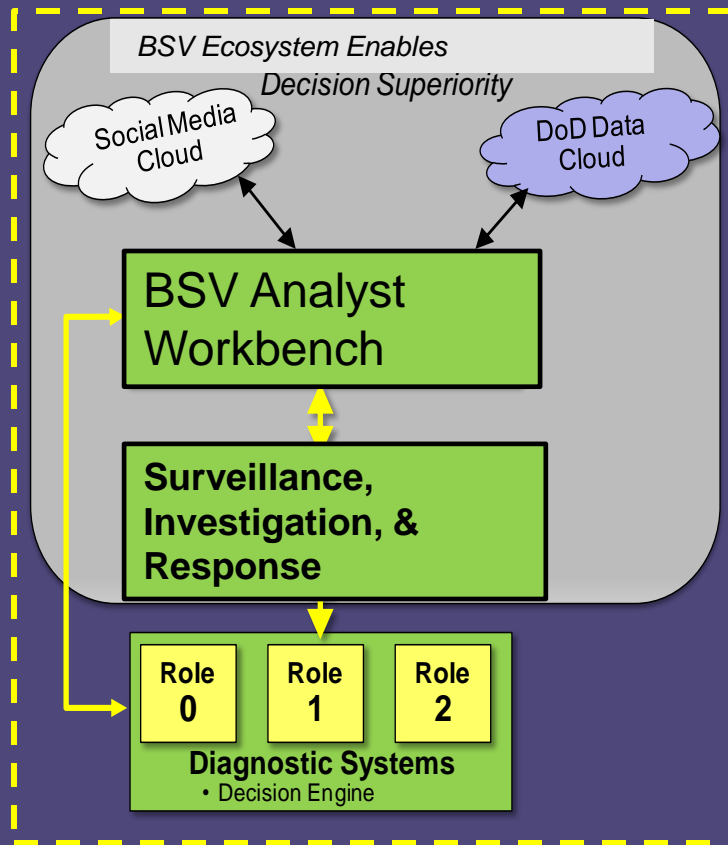 BSV Ecosystem Enables
Decision Superiority
Social Media
Cloud
DoD Data
Cloud
BSV Analyst
Workbench
Surveillance,
Investigation, &
Response
Role
0
Role
1
Role
2
Diagnostic Systems
• Decision Engine